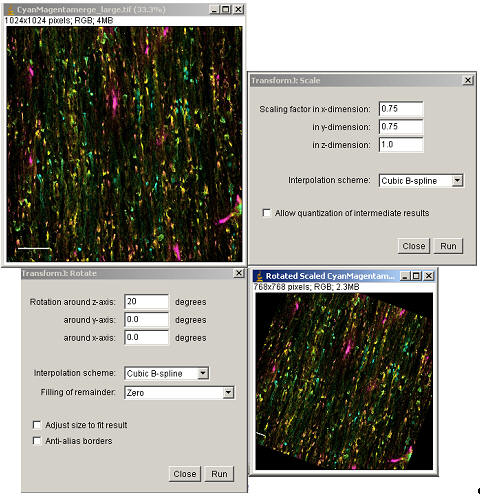 CyanMagentamerge_large.tif (33.3%)
1024x1024 pixels; RGB; 4MB
TransformJ: Scale
Scaling factor in x-dimension: 0.75
in y-dimension: 0.75
in z-dimension: 1.0
Interpolation scheme: Cubic B-spline
Allow quantization of intermediate results
Close Run
TransformJ: Rotate
Rotation around z-axis: 20 degrees
around y-axis: 0.0 degrees
around x-axis: 0.0 degrees
Interpolation scheme: Cubic B-spline
Filling of remainder: Zero
Adjust size to fit result
Anti-alias borders
Close Run
Rotated Scaled CyanMagentam...
768x768 pixels; RGB; 2.3MB